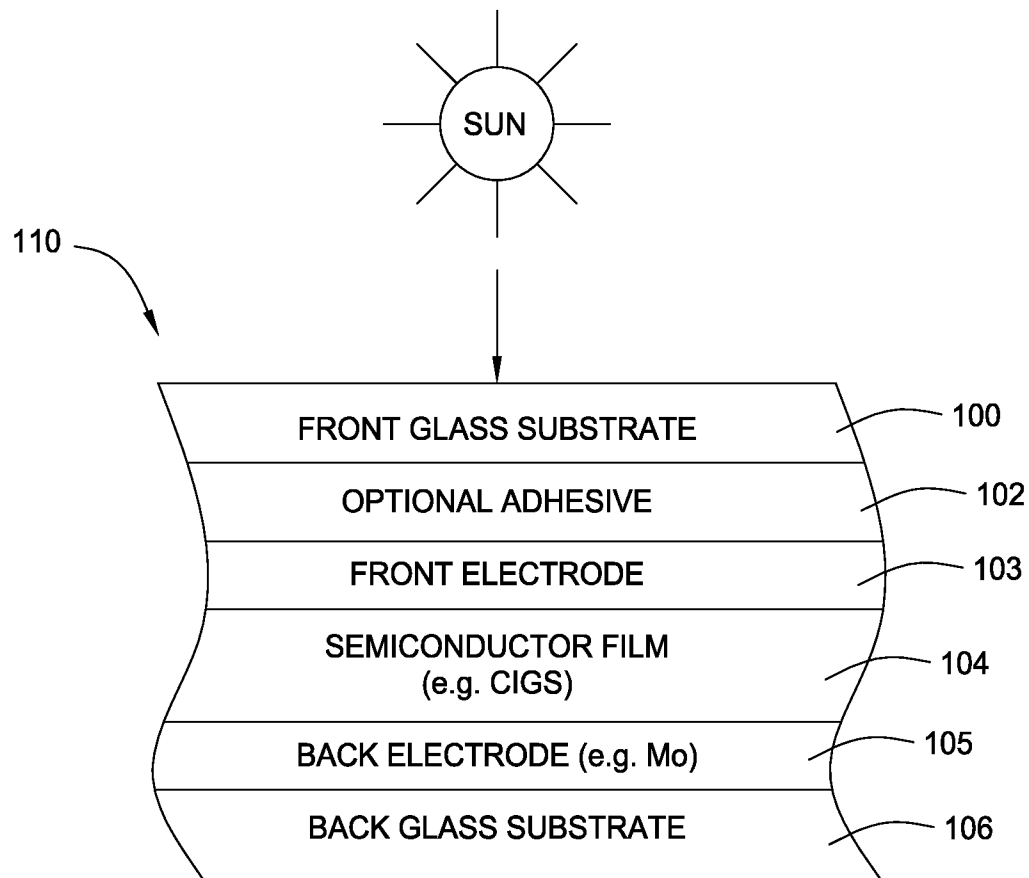 SUN
110
FRONT GLASS SUBSTRATE
100
OPTIONAL ADHESIVE
102
FRONT ELECTRODE
103
SEMICONDUCTOR FILM
(e.g. CIGS)
104
BACK ELECTRODE (e.g. Mo)
105
BACK GLASS SUBSTRATE
106